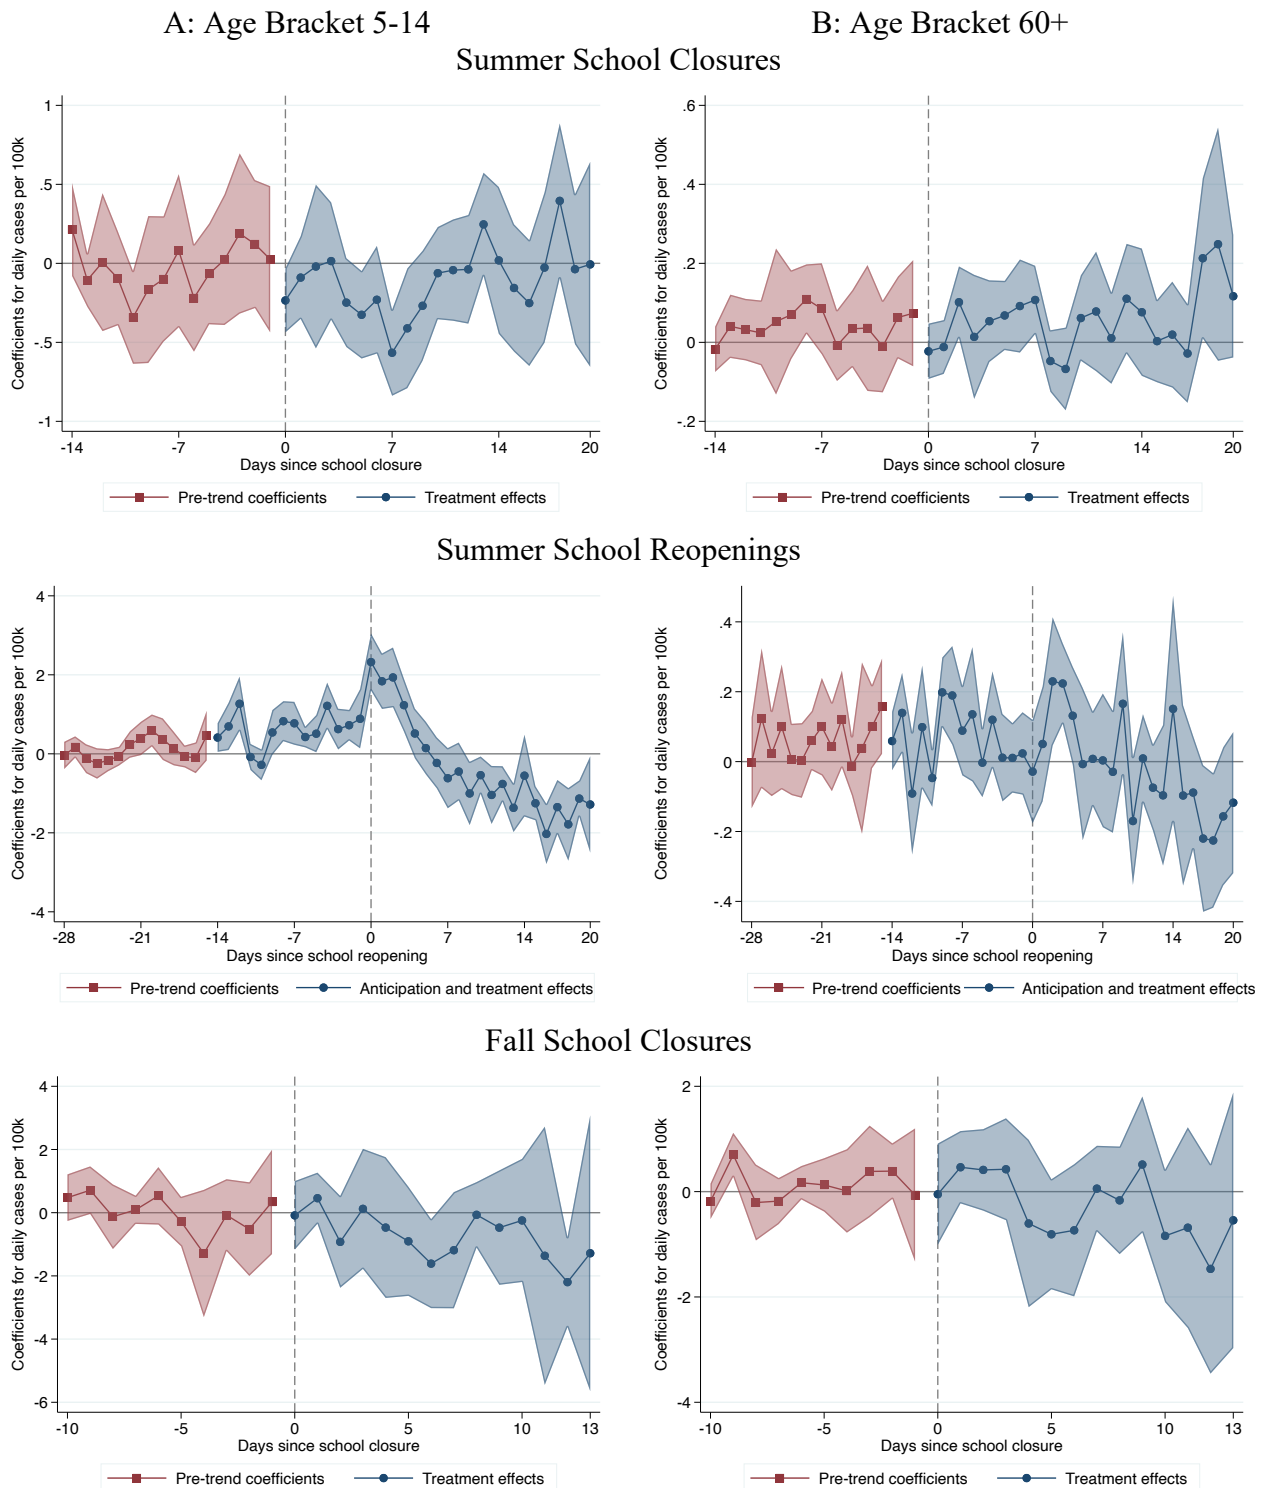 A: Age Bracket 5-14
B: Age Bracket 60+
Summer School Closures
Coefficients for daily cases per 100k
1
.5
0
-.5
-1
-14
-7
0
7
14
20
Days since school closure
Pre-trend coefficients
Treatment effects
Coefficients for daily cases per 100k
.6
.4
.2
0
-.2
-14
-7
0
7
14
20
Days since school closure
Pre-trend coefficients
Treatment effects
Summer School Reopenings
Coefficients for daily cases per 100k
4
2
0
-2
-4
-28
-21
-14
-7
0
7
14
20
Days since school reopening
Pre-trend coefficients
Anticipation and treatment effects
Coefficients for daily cases per 100k
.4
.2
0
-.2
-.4
-28
-21
-14
-7
0
7
14
20
Days since school reopening
Pre-trend coefficients
Anticipation and treatment effects
Fall School Closures
Coefficients for daily cases per 100k
4
2
0
-2
-4
-6
-10
-5
0
5
10
13
Days since school closure
Pre-trend coefficients
Treatment effects
Coefficients for daily cases per 100k
2
0
-2
-4
-10
-5
0
5
10
13
Days since school closure
Pre-trend coefficients
Treatment effects